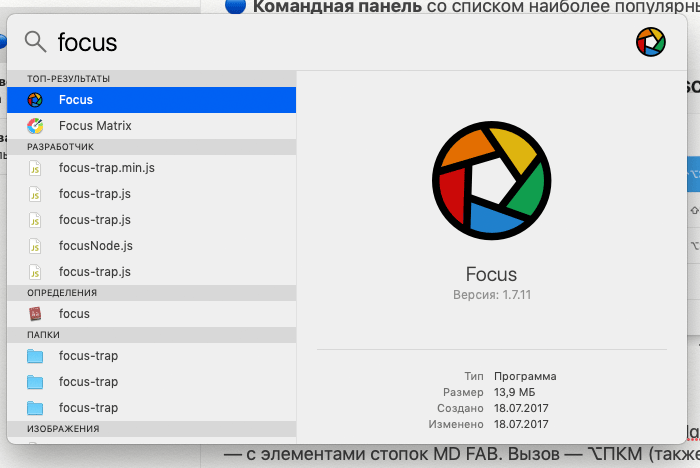 Командная панель со списком наиболее популярны
focus
ТОП-РЕЗУЛЬТАТЫ
Focus
Focus Matrix
РАЗРАБОТЧИК
focus-trap.min.js
focus-trap.js
focus-trap.js
focusNode.js
focus-trap.js
ОПРЕДЕЛЕНИЯ
focus
ПАПКИ
focus-trap
focus-trap
focus-trap
ИЗОБРАЖЕНИЯ
Focus
Версия: 1.7.11
Тип Программа
Размер 13,9 МБ
Создано 18.07.2017
Изменено 18.07.2017
— с элементами стопок MD FAB. Вызов — ⌥ПКМ (также